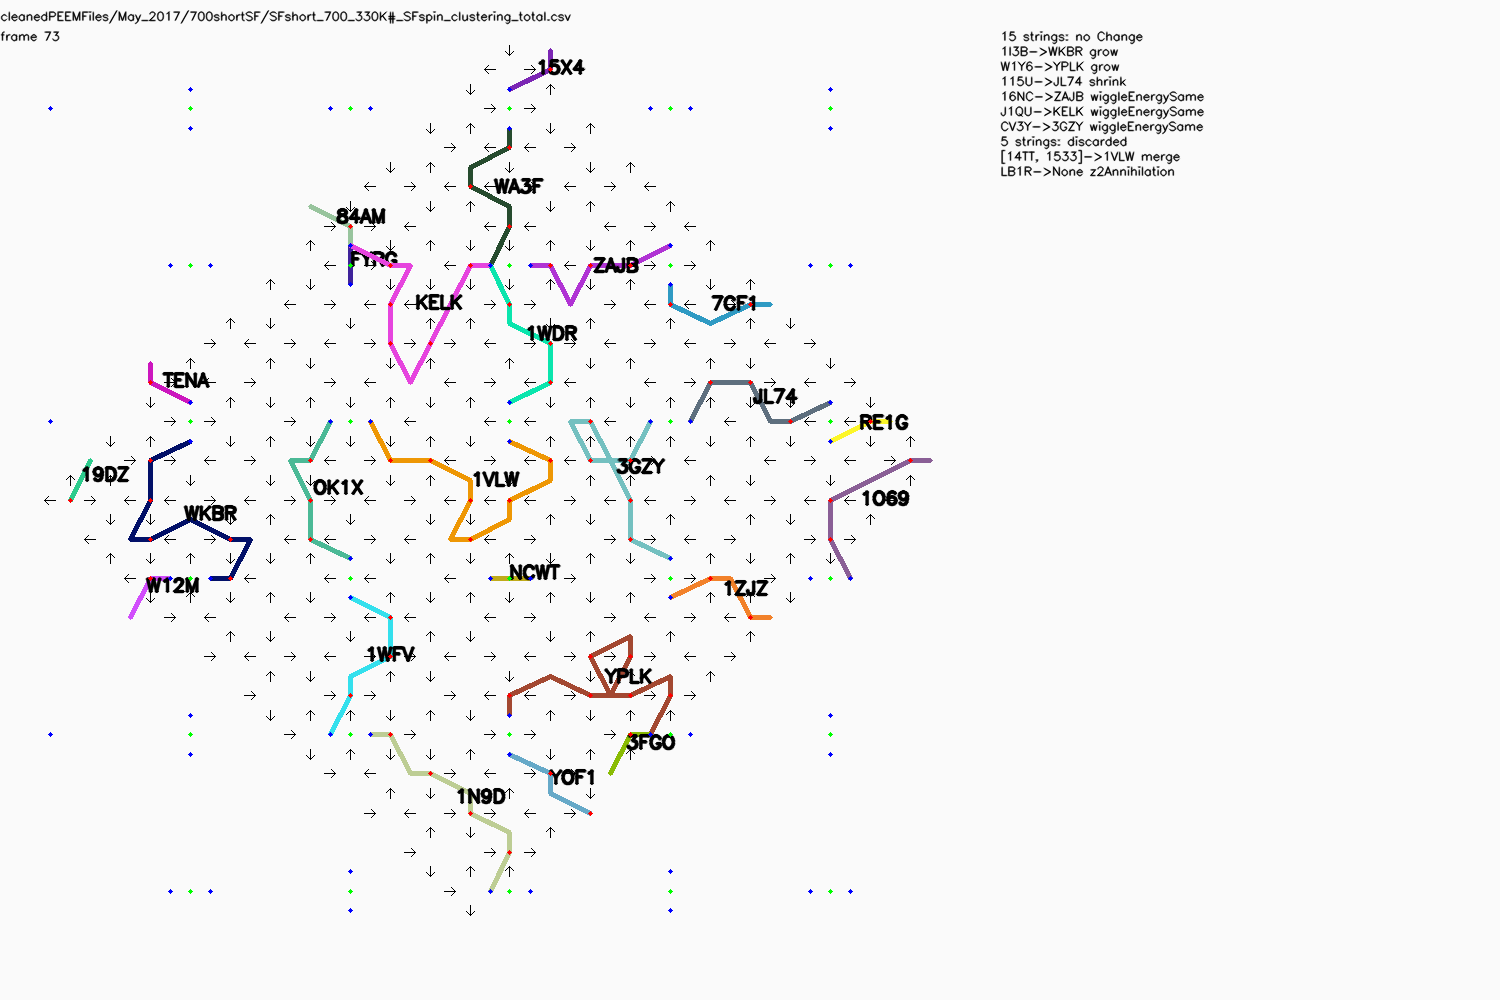 cleanedPEEMFiles/May_2017/700shortSF/SFshort_700_330K#_SFspin_clustering_total.csv
frame 73
15 strings: no Change
1I3B->WKBR grow
W1Y6->YPLK grow
115U->JL74 shrink
16NC->ZAJB wiggleEnergySame
J1QU->KELK wiggleEnergySame
CV3Y->3GZY wiggleEnergySame
5 strings: discarded
[14TT, 1533]->1VLW merge
LB1R->None z2Annihilation
15X4
WA3F
84AM
FYRG
ZAJB
KELK
7CF1
1WDR
TENA
JL74
RE1G
3GZY
19DZ
1VLW
OK1X
1O69
WKBR
NCWT
W12M
1ZJZ
1WFV
YPLK
3FGO
YOF1
1N9D